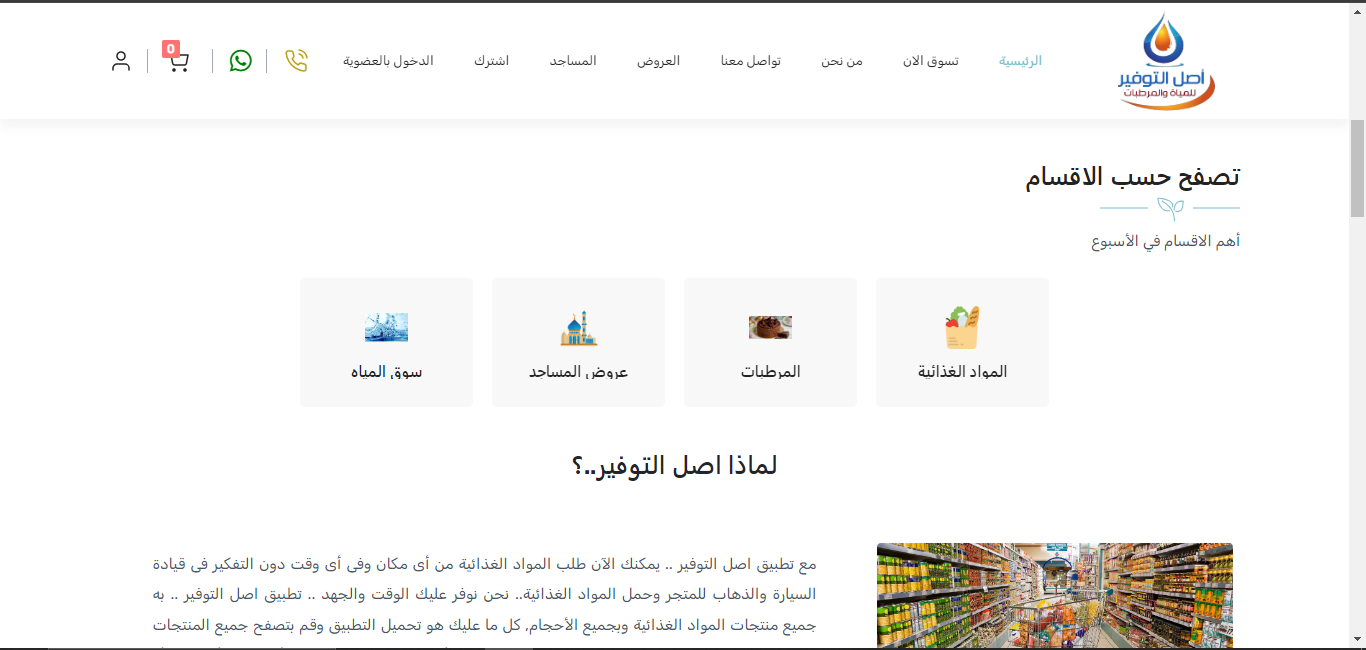 أصل التوفير
للمياة والمرطبات
الرئيسية
تسوق الان
من نحن
تواصل معنا
العروض
المساجد
اشترك
الدخول بالعضوية
0
تصفح حسب الاقسام
أهم الاقسام في الأسبوع
المواد الغذائية
المرطبات
عروض المساجد
سوق المياه
لماذا اصل التوفير..؟
مع تطبيق اصل التوفير .. يمكنك الآن طلب المواد الغذائية من أى مكان وفى أى وقت دون التفكير فى قيادة
السيارة والذهاب للمتجر وحمل المواد الغذائية.. نحن نوفر عليك الوقت والجهد .. تطبيق اصل التوفير .. به
جميع منتجات المواد الغذائية وبجميع الأحجام, كل ما عليك هو تحميل التطبيق وقم بتصفح جميع المنتجات